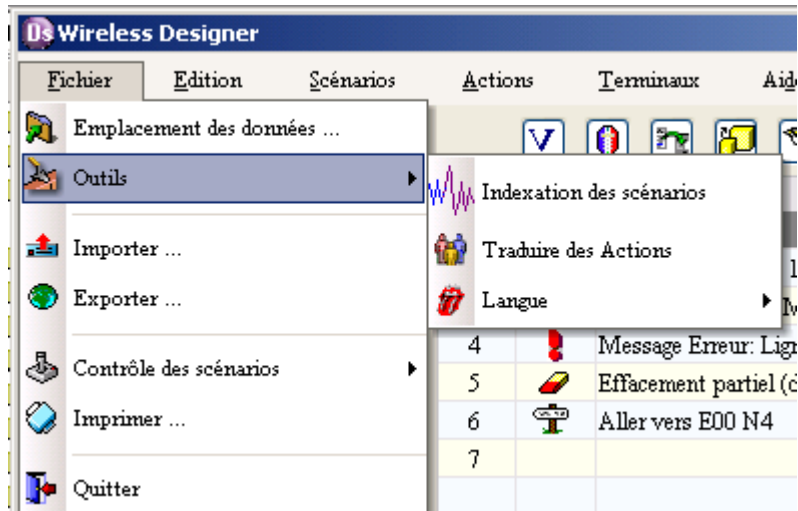 Ds Wireless Designer
Fichier Edition Scénarios Actions Terminaux
Emplacement des données ...
Outils
Indexation des scénarios
Traduire des Actions
Langue
Importer ...
Exporter ...
Contrôle des scénarios
Imprimer ...
Quitter
4 Message Erreur:
5 Effacement partiel
6 Aller vers E00 N4
7